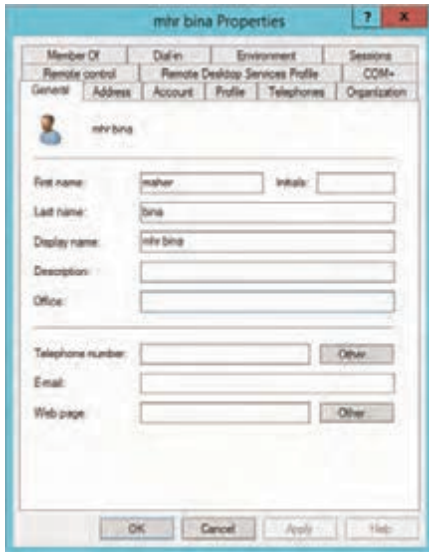 mhr bina Properties
? x
Member Of Dial-in Environment Sessions
Remote control Remote Desktop Services Profile COM+
General Address Account Profile Telephones Organization
mhr bina
First name: maher Initials:
Last name: bina
Display name: mhr bina
Description:
Office:
Telephone number: Other...
E-mail:
Web page: Other...
OK Cancel Apply Help